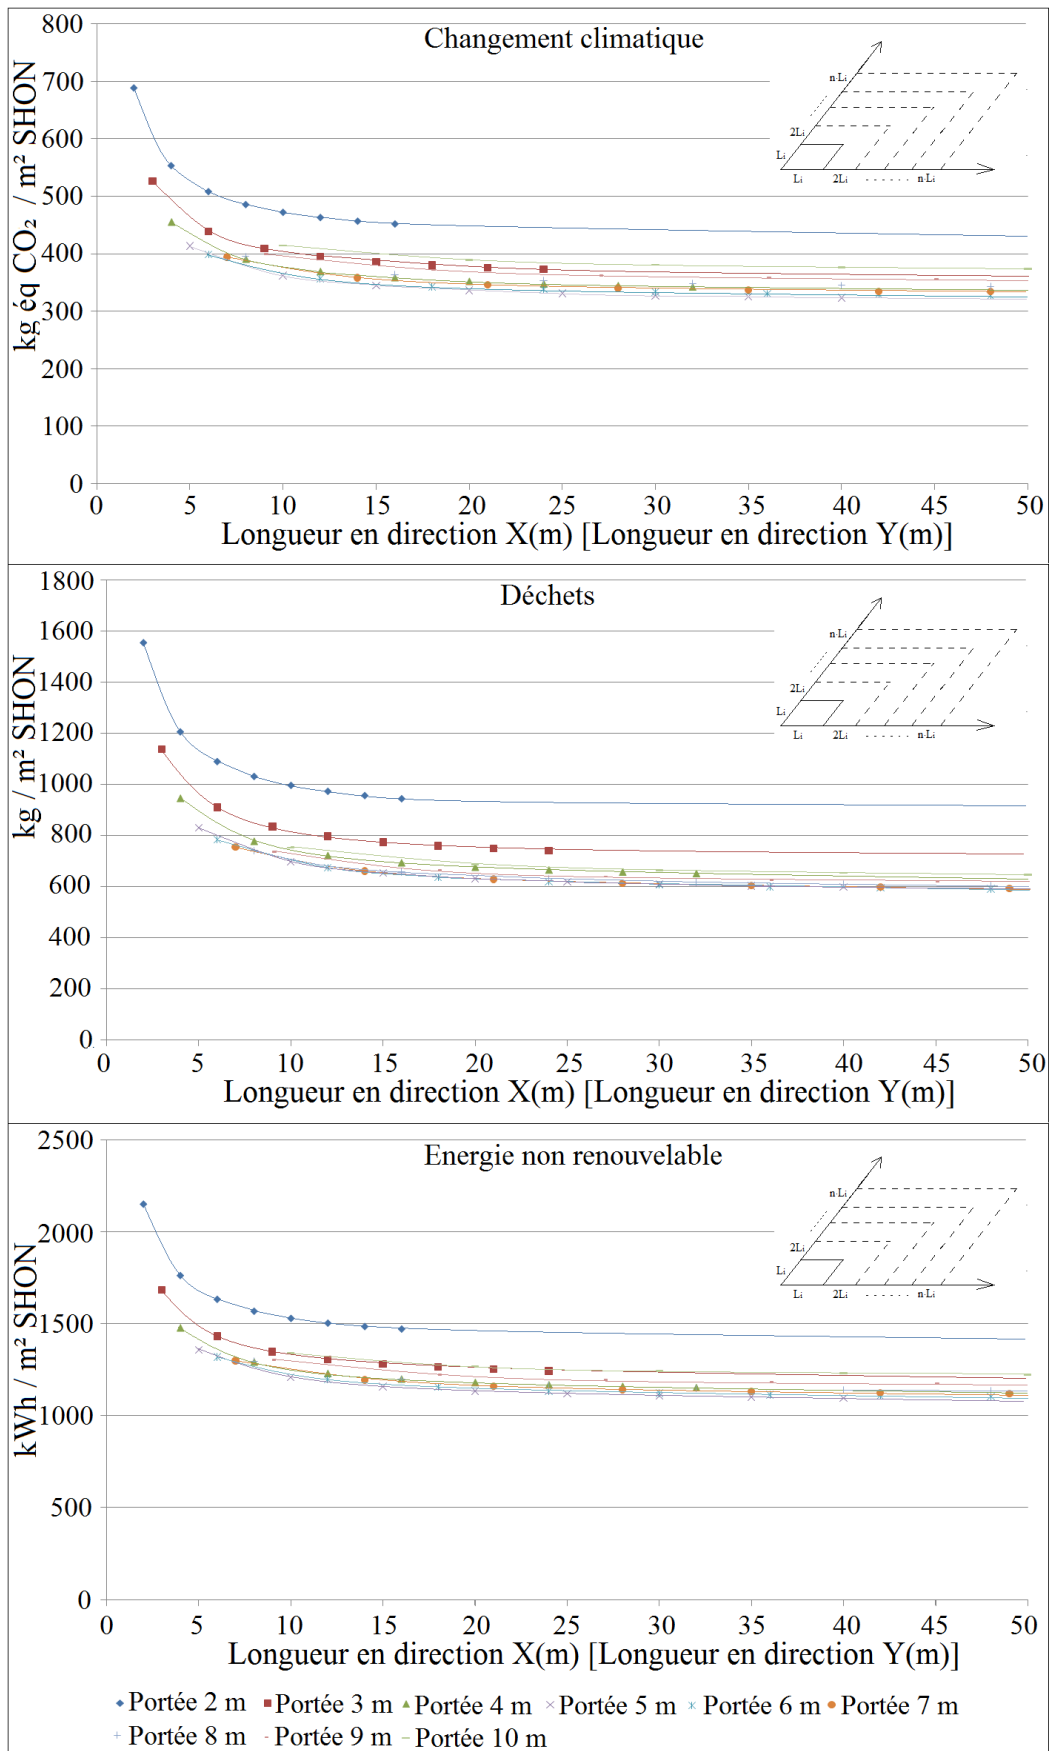 Changement climatique
kg éq CO₂ / m² SHON
800
700
600
500
400
300
200
100
0
n·Li
2Li
Li
Li 2Li ...... n·Li
0 5 10 15 20 25 30 35 40 45 50
Longueur en direction X(m) [Longueur en direction Y(m)]
Déchets
kg / m² SHON
1800
1600
1400
1200
1000
800
600
400
200
0
n·Li
2Li
Li
Li 2Li ...... n·Li
0 5 10 15 20 25 30 35 40 45 50
Longueur en direction X(m) [Longueur en direction Y(m)]
Energie non renouvelable
kWh / m² SHON
2500
2000
1500
1000
500
0
n·Li
2Li
Li
Li 2Li ...... n·Li
0 5 10 15 20 25 30 35 40 45 50
Longueur en direction X(m) [Longueur en direction Y(m)]
Portée 2 m Portée 3 m Portée 4 m Portée 5 m Portée 6 m Portée 7 m
Portée 8 m Portée 9 m Portée 10 m